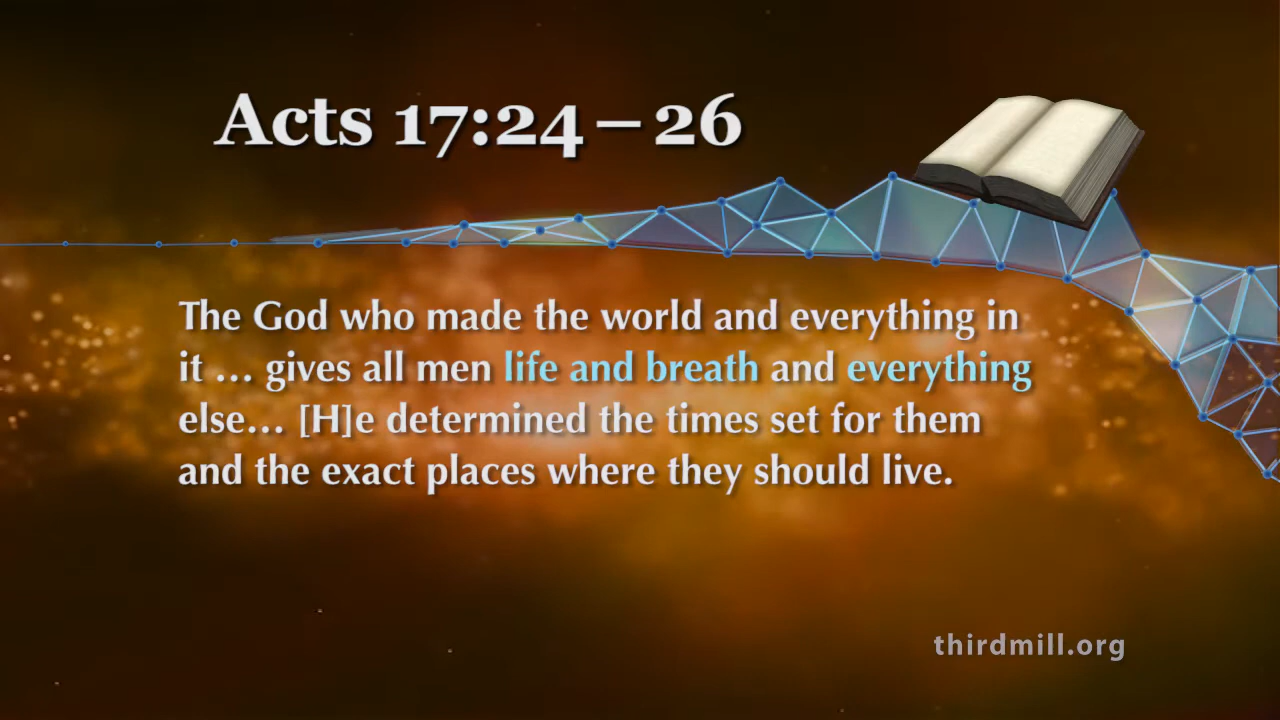 Acts 17:24–26
The God who made the world and everything in
it … gives all men life and breath and everything
else… [H]e determined the times set for them
and the exact places where they should live.
thirdmill.org